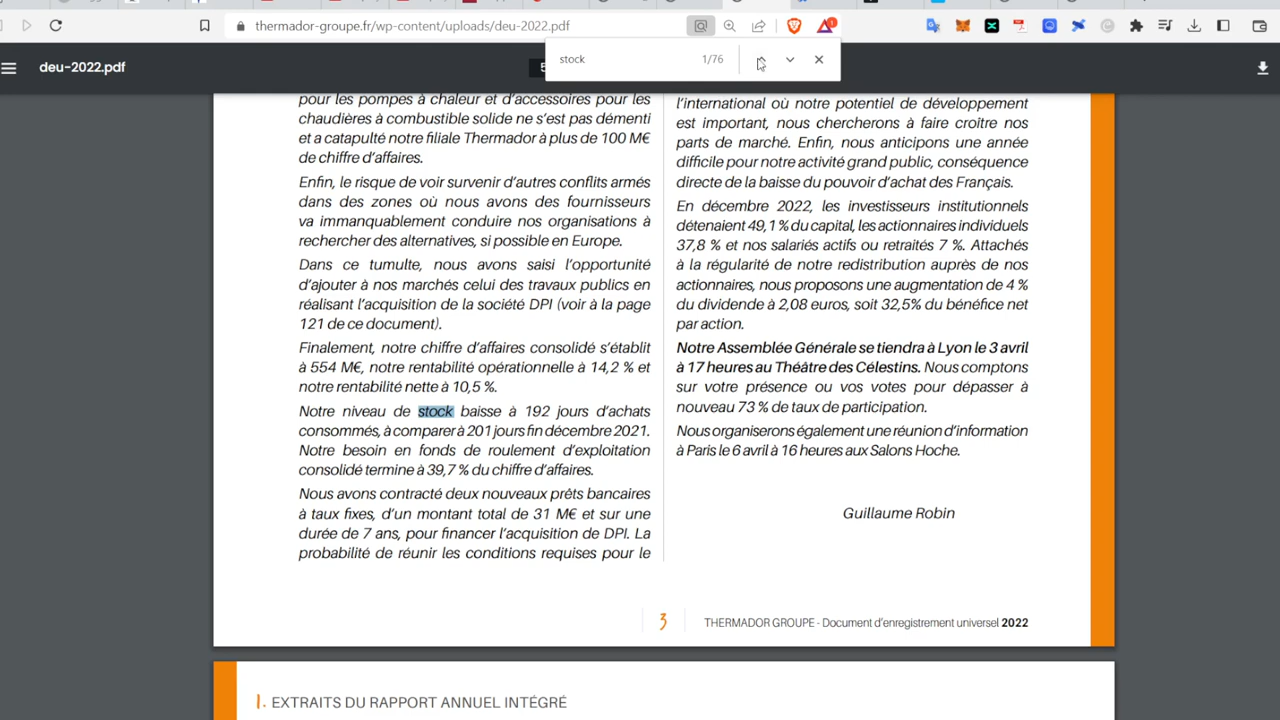 thermador-groupe.fr/wp-content/uploads/deu-2022.pdf
stock 1/76
deu-2022.pdf
pour les pompes à chaleur et d'accessoires pour les
chaudières à combustible solide ne s'est pas démenti
et a catapulté notre filiale Thermador à plus de 100 M€
de chiffre d'affaires.
Enfin, le risque de voir survenir d'autres conflits armés
dans des zones où nous avons des fournisseurs
va immanquablement conduire nos organisations à
rechercher des alternatives, si possible en Europe.
Dans ce tumulte, nous avons saisi l'opportunité
d'ajouter à nos marchés celui des travaux publics en
réalisant l'acquisition de la société DPI (voir à la page
121 de ce document).
Finalement, notre chiffre d'affaires consolidé s'établit
à 554 M€, notre rentabilité opérationnelle à 14,2 % et
notre rentabilité nette à 10,5 %.
Notre niveau de stock baisse à 192 jours d'achats
consommés, à comparer à 201 jours fin décembre 2021.
Notre besoin en fonds de roulement d'exploitation
consolidé termine à 39,7 % du chiffre d'affaires.
Nous avons contracté deux nouveaux prêts bancaires
à taux fixes, d'un montant total de 31 M€ et sur une
durée de 7 ans, pour financer l'acquisition de DPI. La
probabilité de réunir les conditions requises pour le
l'international où notre potentiel de développement
est important, nous chercherons à faire croître nos
parts de marché. Enfin, nous anticipons une année
difficile pour notre activité grand public, conséquence
directe de la baisse du pouvoir d'achat des Français.
En décembre 2022, les investisseurs institutionnels
détenaient 49,1 % du capital, les actionnaires individuels
37,8 % et nos salariés actifs ou retraités 7 %. Attachés
à la régularité de notre redistribution auprès de nos
actionnaires, nous proposons une augmentation de 4 %
du dividende à 2,08 euros, soit 32,5% du bénéfice net
par action.
Notre Assemblée Générale se tiendra à Lyon le 3 avril
à 17 heures au Théâtre des Célestins. Nous comptons
sur votre présence ou vos votes pour dépasser à
nouveau 73 % de taux de participation.
Nous organiserons également une réunion d'information
à Paris le 6 avril à 16 heures aux Salons Hoche.
Guillaume Robin
3 THERMADOR GROUPE - Document d'enregistrement universel 2022
1. EXTRAITS DU RAPPORT ANNUEL INTÉGRÉ